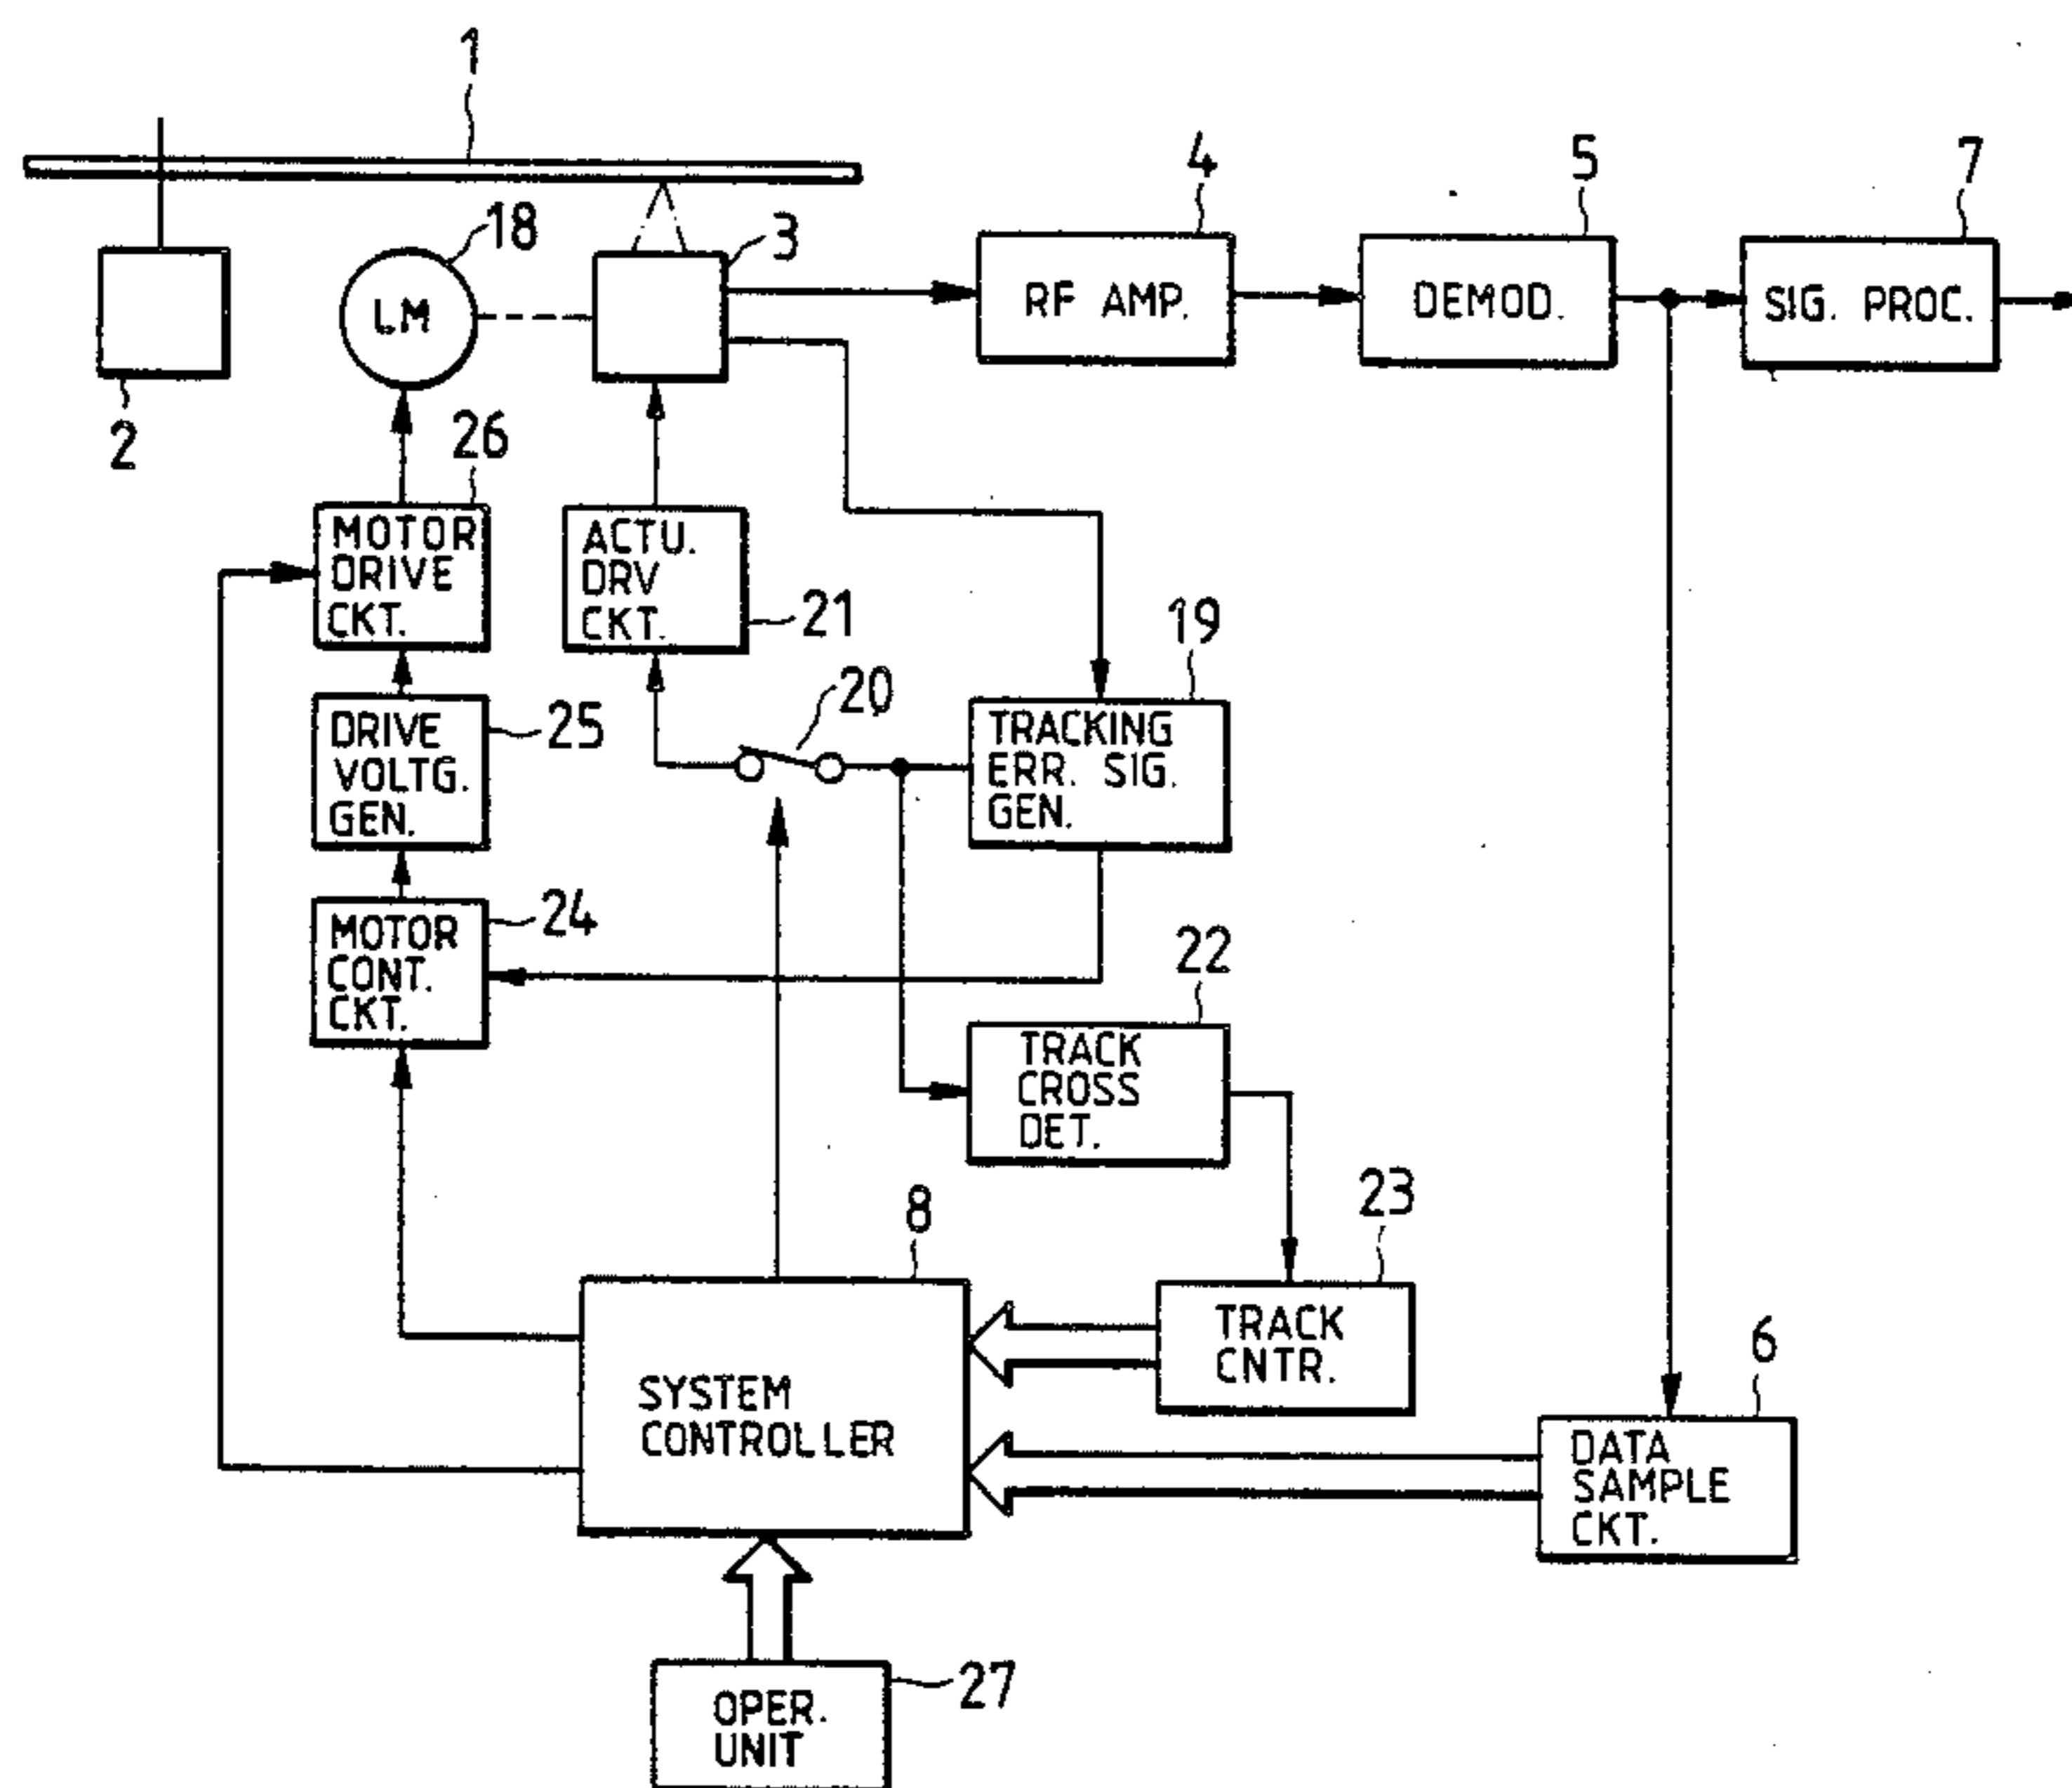 1
4
5
7
18
3
LM
RF AMP.
DEMOD.
SIG. PROC.
2
26
MOTOR
DRIVE
CKT.
ACTU.
DRV
CKT.
21
19
20
25
DRIVE
VOLTG.
GEN.
TRACKING
ERR. SIG.
GEN.
24
MOTOR
CONT.
CKT.
22
TRACK
CROSS
DET.
8
23
TRACK
CNTR.
6
SYSTEM
CONTROLLER
DATA
SAMPLE
CKT.
27
OPER.
UNIT